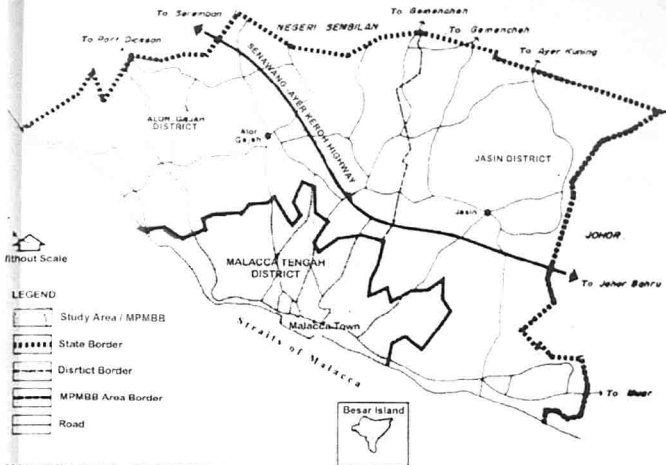 To Seremban
To Port Dickson
NEGERI SEMBILAN
To Gemencheh
To Gemencheh
To Ayer Kuning
SENAWANG-AYER KEROH HIGHWAY
ALOR GAJAH
DISTRICT
Alor
Gajah
JASIN DISTRICT
Jasin
JOHOR
Without Scale
MALACCA TENGAH
DISTRICT
To Johor Bahru
LEGEND
Study Area / MPMBB
State Border
Disrtict Border
MPMBB Area Border
Road
Malacca Town
Straits of Malacca
To Muar
Besar Island